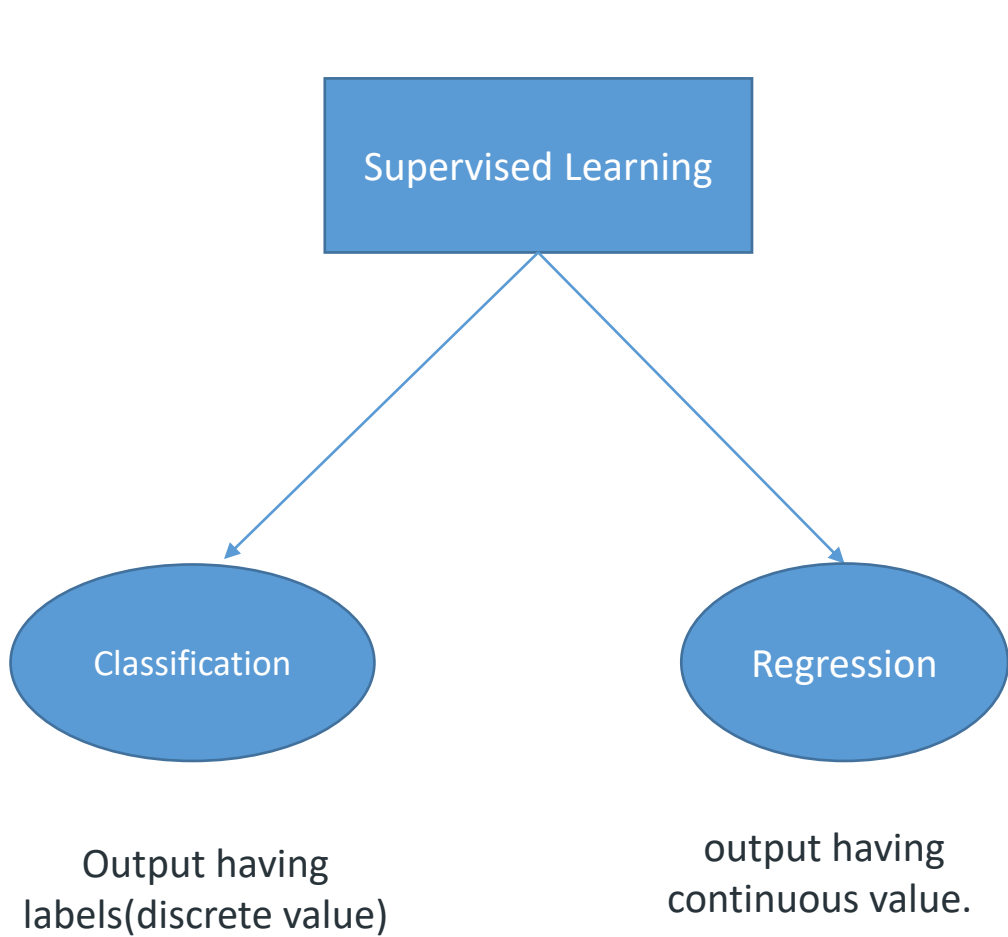 Supervised Learning
Classification
Regression
Output having
labels(discrete value)
output having
continuous value.